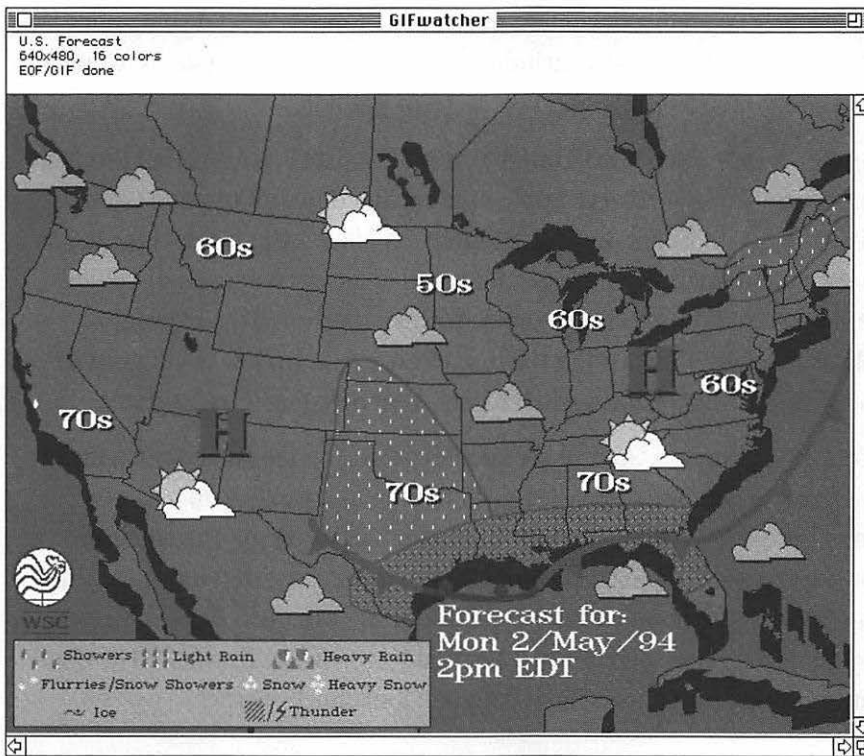 GIFwatcher
U.S. Forecast
640x480, 16 colors
EOF/GIF done
60s
50s
60s
H
60s
70s
H
70s
70s
WSC
Forecast for:
Mon 2/May/94
2pm EDT
Showers Light Rain Heavy Rain
Flurries/Snow Showers Snow Heavy Snow
Ice / Thunder